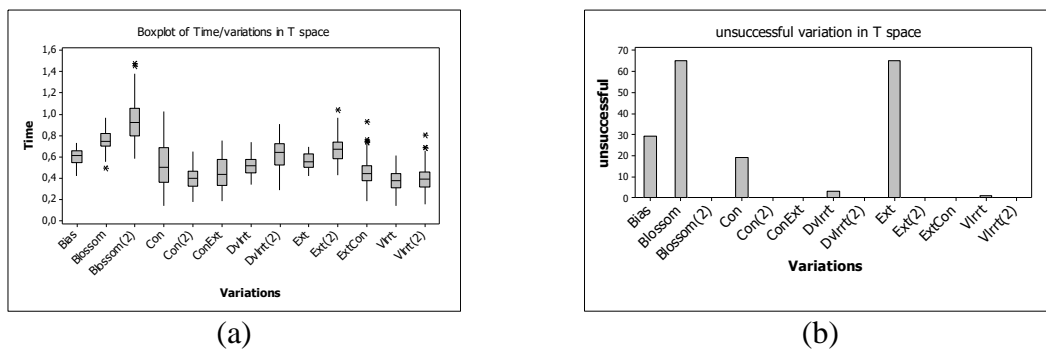 Boxplot of Time/variations in T space
1,6
1,4
1,2
1,0
0,8
0,6
0,4
0,2
0,0
Time
Bias
Blossom
Blossom(2)
Con
Con(2)
ConExt
Dvlrrt
Dvlrrt(2)
Ext
Ext(2)
ExtCon
Vlrrt
Vlrrt(2)
Variations
(a)
unsuccessful variation in T space
70
60
50
40
30
20
10
0
unsuccessful
Bias
Blossom
Blossom(2)
Con
Con(2)
ConExt
Dvlrrt
Dvlrrt(2)
Ext
Ext(2)
ExtCon
Vlrrt
Vlrrt(2)
Variations
(b)